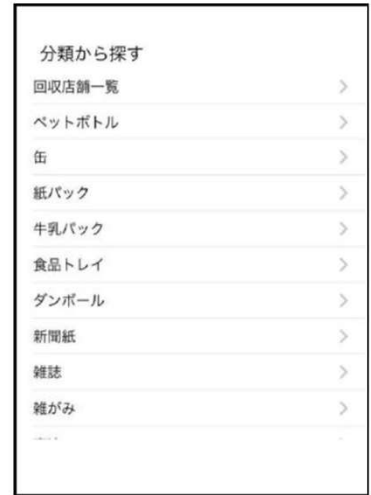 分類から探す
回収店舗一覧
ペットボトル
缶
紙パック
牛乳パック
食品トレイ
ダンボール
新聞紙
雑誌
雑がみ